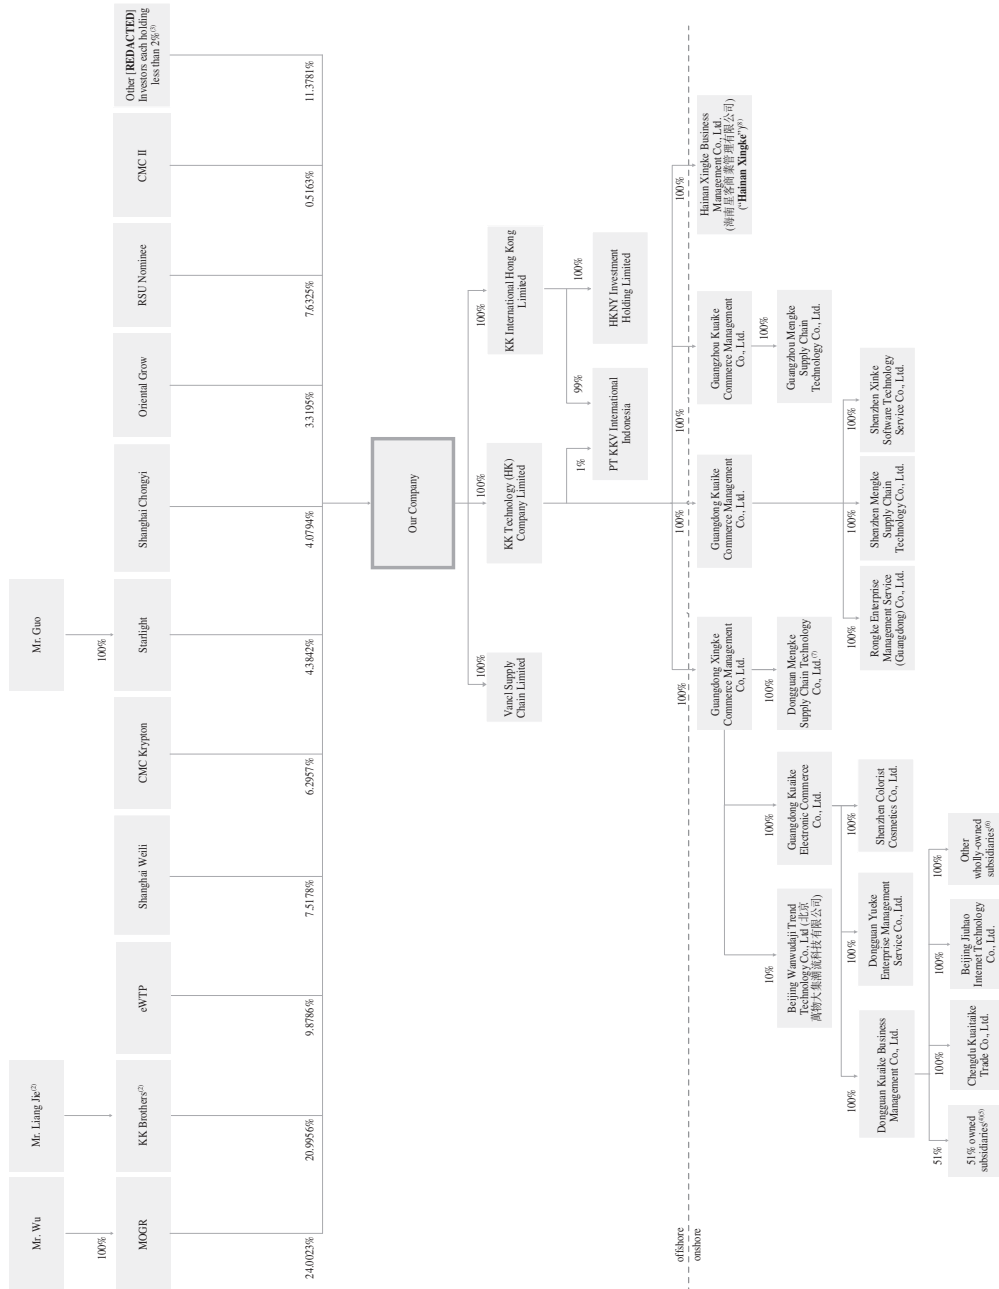 Mr. Wu
Mr. Liang Jie(2)
Mr. Guo
100%
100%
MOGR
KK Brothers(2)
eWTP
Shanghai Weili
CMC Krypton
Starlight
Shanghai Chongyi
Oriental Grow
RSU Nominee
CMC II
Other [REDACTED]
Investors each holding
less than 2%(3)
24.0023%
20.9956%
9.8786%
7.5178%
6.2957%
4.3842%
4.0794%
3.3195%
7.6325%
0.5163%
11.3781%
Our Company
100%
100%
100%
Vancl Supply
Chain Limited
KK Technology (HK)
Company Limited
KK International Hong Kong
Limited
1%
99%
100%
PT KKV International
Indonesia
HKNY Investment
Holding Limited
offshore
onshore
100%
100%
100%
100%
Guangdong Xingke
Commerce Management
Co, Ltd.
Guangdong Kuaike
Commerce Management
Co., Ltd.
Guangzhou Kuaike
Commerce Management
Co., Ltd.
Hainan Xingke Business
Management Co., Ltd.
(海南星客商業管理有限公司)
("Hainan Xingke")(8)
10%
100%
100%
100%
Beijing Wanwudaji Trend
Technology Co., Ltd (北京
萬物大集潮流科技有限公司)
Guangdong Kuaike
Electronic Commerce
Co., Ltd.
Dongguan Mengke
Supply Chain Technology
Co., Ltd.(7)
Guangzhou Mengke
Supply Chain
Technology Co., Ltd.
100%
100%
100%
100%
100%
100%
Dongguan Kuaike Business
Management Co., Ltd.
Dongguan Yueke
Enterprise Management
Service Co., Ltd.
Shenzhen Colorist
Cosmetics Co., Ltd.
Rongke Enterprise
Management Service
(Guangdong) Co., Ltd.
Shenzhen Mengke
Supply Chain
Technology Co., Ltd.
Shenzhen Xinke
Software Technology
Service Co., Ltd.
51%
100%
100%
100%
51% owned
subsidiaries(4)(5)
Chengdu Kuaitaike
Trade Co., Ltd.
Beijing Jiuhao
Internet Technology
Co., Ltd.
Other
wholly-owned
subsidiaries(6)